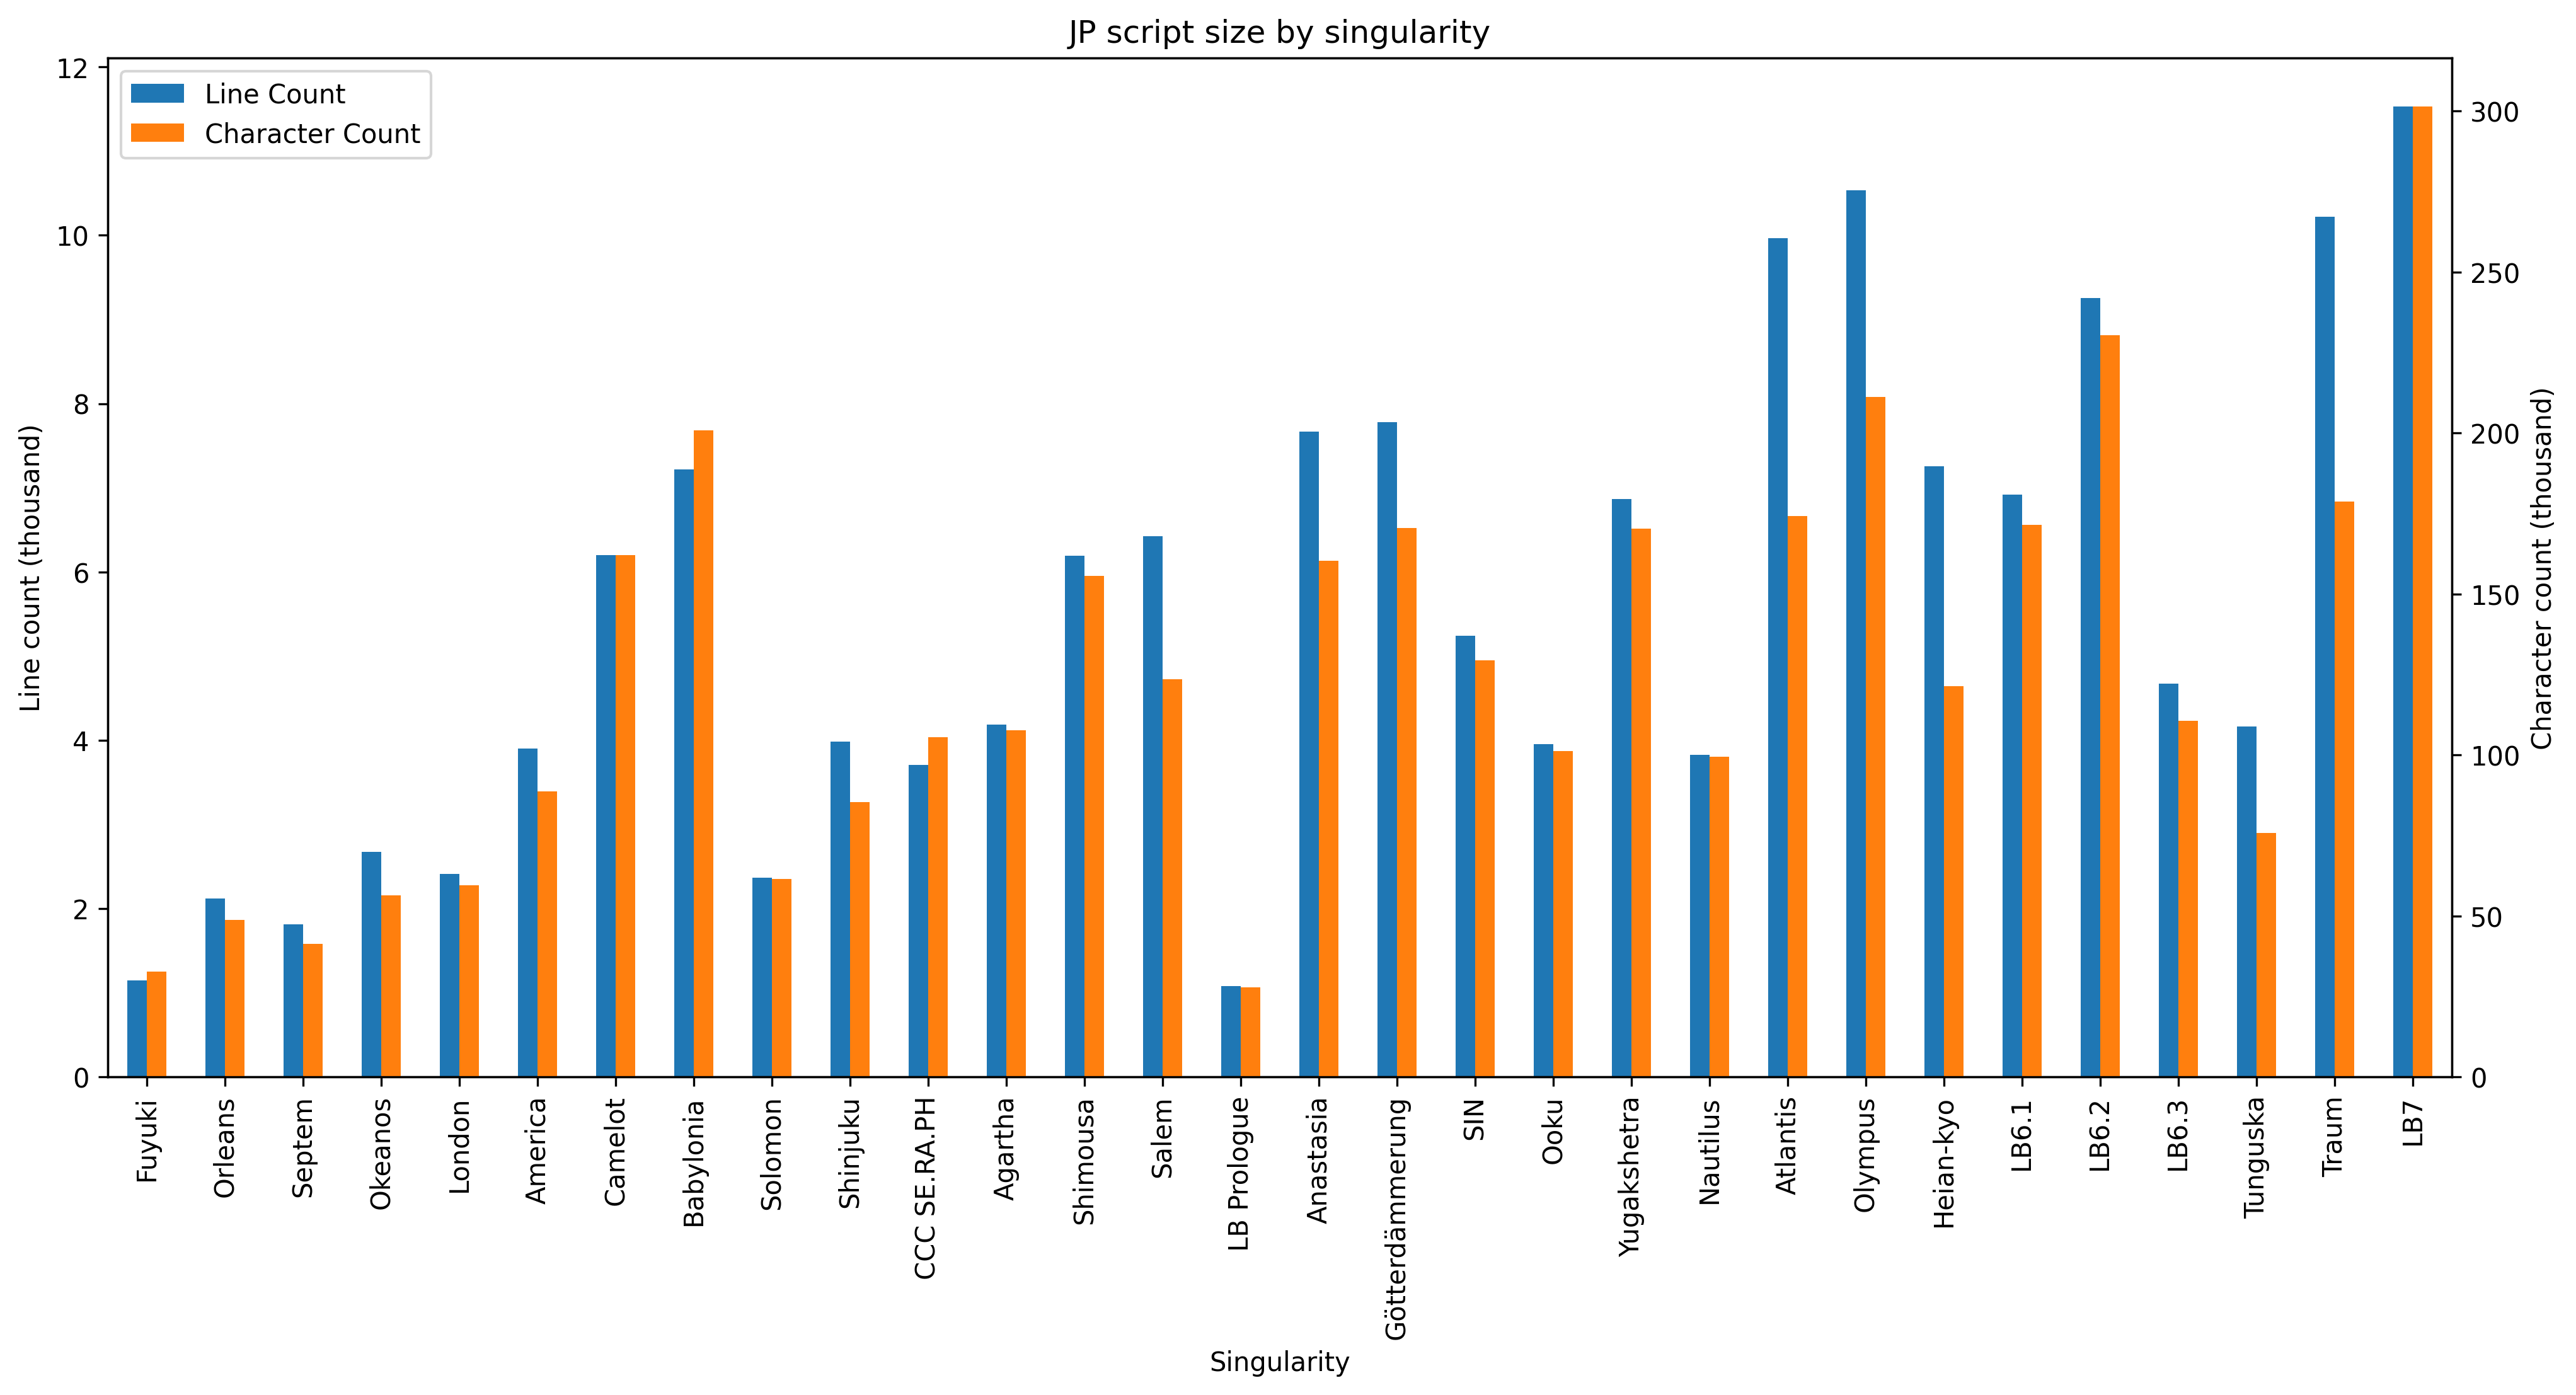 JP script size by singularity
Line Count
Character Count
Line count (thousand)
12
10
8
6
4
2
0
Character count (thousand)
300
250
200
150
100
50
0
Fuyuki
Orleans
Septem
Okeanos
London
America
Camelot
Babylonia
Solomon
Shinjuku
CCC SE.RA.PH
Agartha
Shimousa
Salem
LB Prologue
Anastasia
Götterdämmerung
SIN
Ooku
Yugakshetra
Nautilus
Atlantis
Olympus
Heian-kyo
LB6.1
LB6.2
LB6.3
Tunguska
Traum
LB7
Singularity